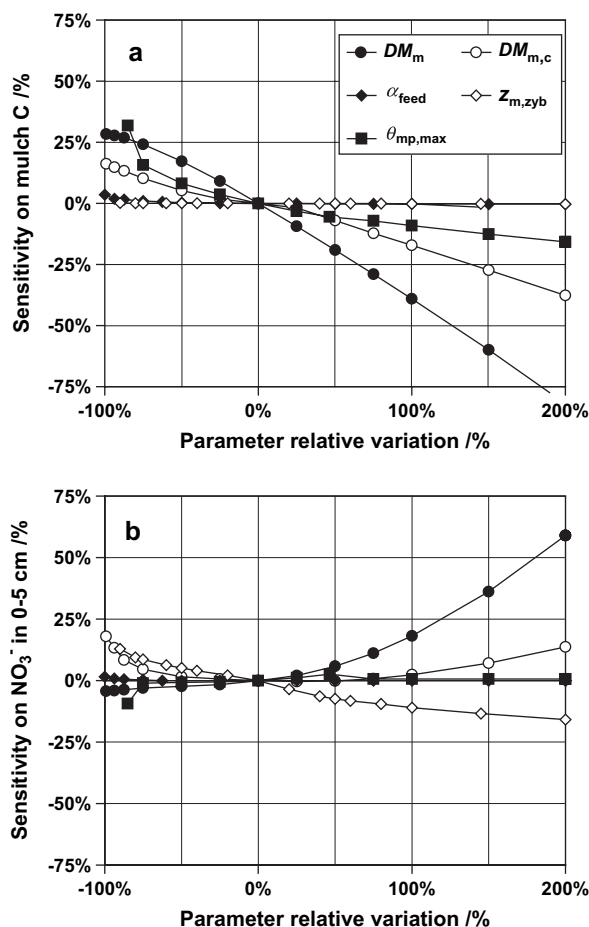 75%
50%
25%
0%
-25%
-50%
-75%
Sensitivity on mulch C /%
a
DMm
DMm,c
αfeed
zm,zyb
θmp,max
-100%
0%
100%
200%
Parameter relative variation /%
75%
50%
25%
0%
-25%
-50%
-75%
Sensitivity on NO3- in 0-5 cm /%
b
-100%
0%
100%
200%
Parameter relative variation /%